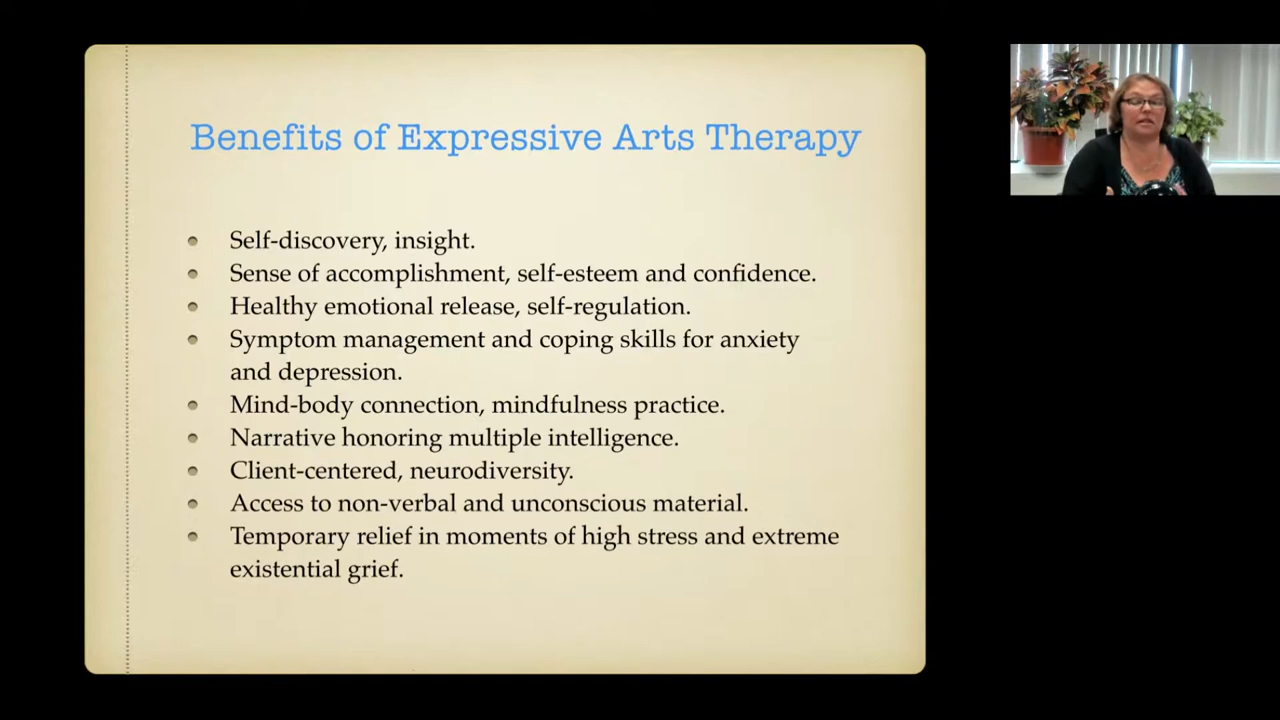 Benefits of Expressive Arts Therapy
Self-discovery, insight.
Sense of accomplishment, self-esteem and confidence.
Healthy emotional release, self-regulation.
Symptom management and coping skills for anxiety
and depression.
Mind-body connection, mindfulness practice.
Narrative honoring multiple intelligence.
Client-centered, neurodiversity.
Access to non-verbal and unconscious material.
Temporary relief in moments of high stress and extreme
existential grief.